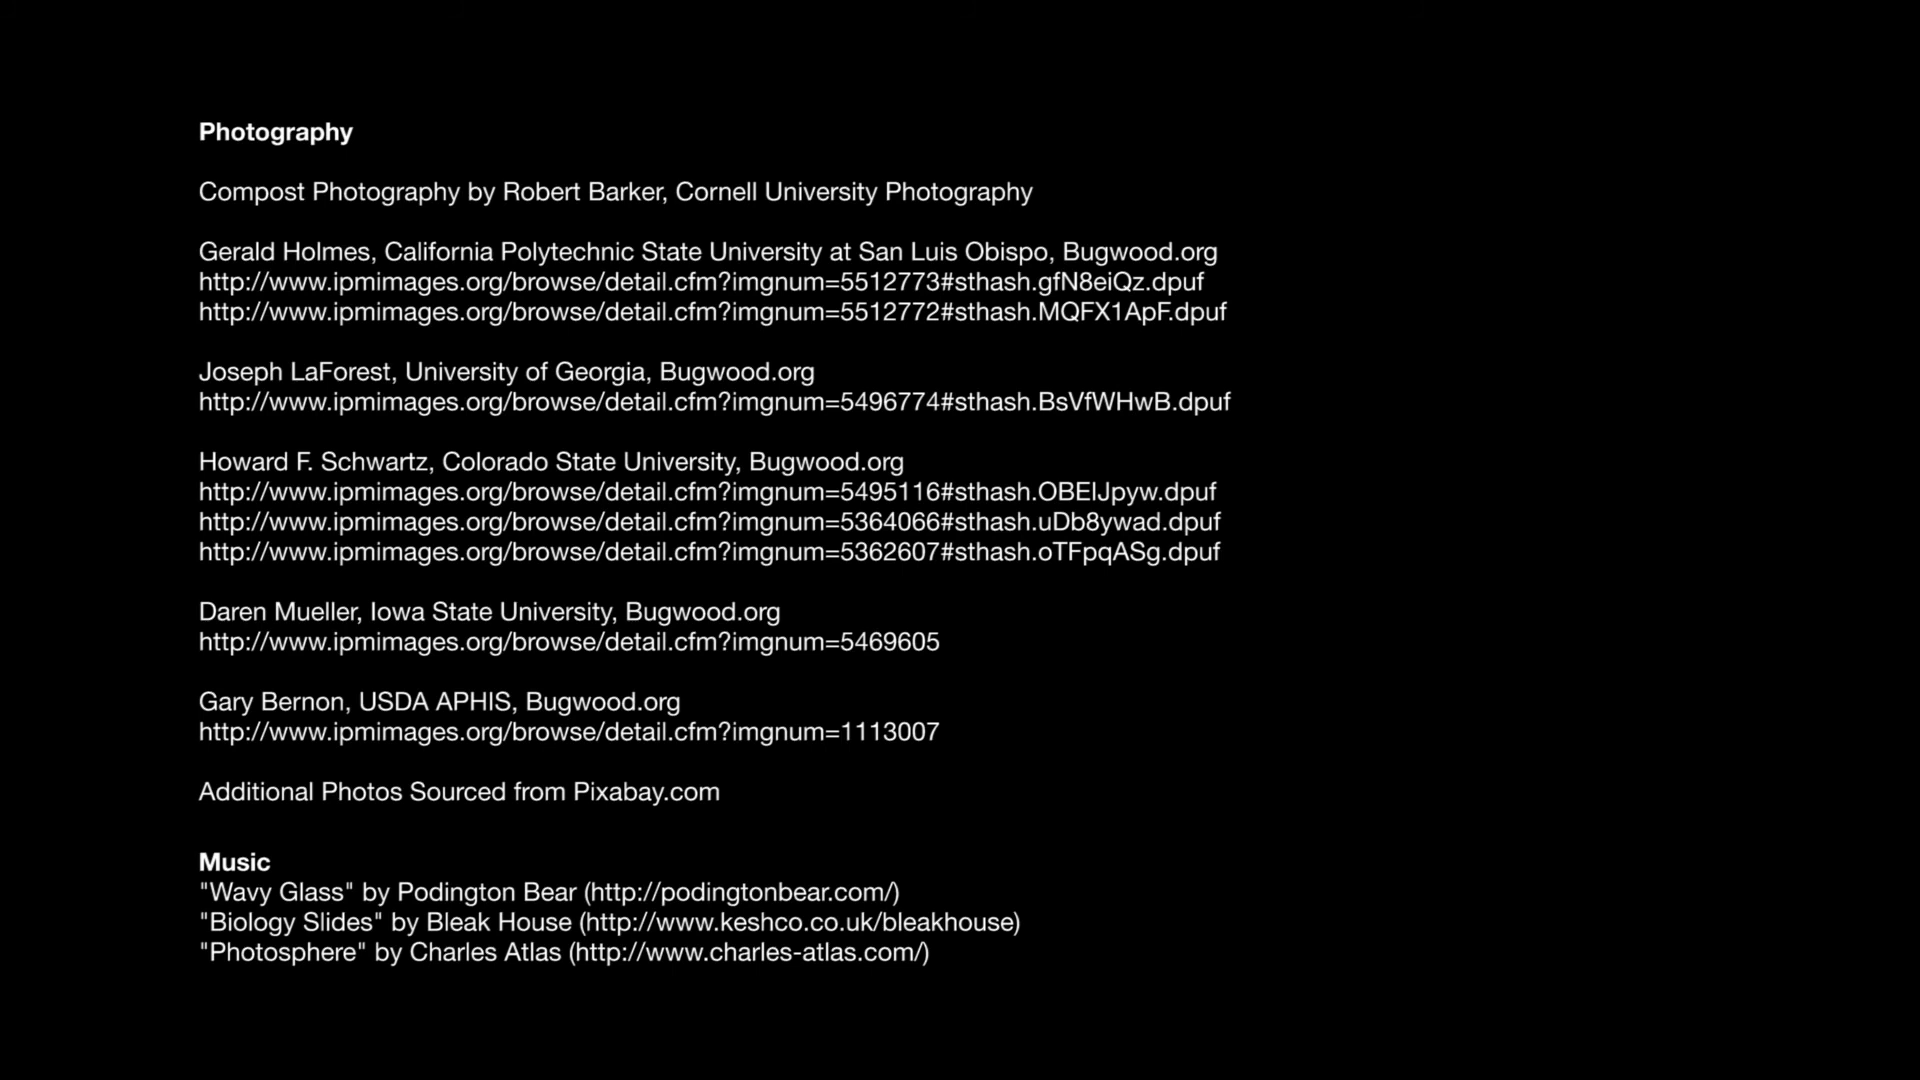 Photography
Compost Photography by Robert Barker, Cornell University Photography
Gerald Holmes, California Polytechnic State University at San Luis Obispo, Bugwood.org
http://www.ipmimages.org/browse/detail.cfm?imgnum=5512773#sthash.gfN8eiQz.dpuf
http://www.ipmimages.org/browse/detail.cfm?imgnum=5512772#sthash.MQFX1ApF.dpuf
Joseph LaForest, University of Georgia, Bugwood.org
http://www.ipmimages.org/browse/detail.cfm?imgnum=5496774#sthash.BsVfWHwB.dpuf
Howard F. Schwartz, Colorado State University, Bugwood.org
http://www.ipmimages.org/browse/detail.cfm?imgnum=5495116#sthash.OBElJpyw.dpuf
http://www.ipmimages.org/browse/detail.cfm?imgnum=5364066#sthash.uDb8ywad.dpuf
http://www.ipmimages.org/browse/detail.cfm?imgnum=5362607#sthash.oTFpqASg.dpuf
Daren Mueller, Iowa State University, Bugwood.org
http://www.ipmimages.org/browse/detail.cfm?imgnum=5469605
Gary Bernon, USDA APHIS, Bugwood.org
http://www.ipmimages.org/browse/detail.cfm?imgnum=1113007
Additional Photos Sourced from Pixabay.com
Music
"Wavy Glass" by Podington Bear (http://podingtonbear.com/)
"Biology Slides" by Bleak House (http://www.keshco.co.uk/bleakhouse)
"Photosphere" by Charles Atlas (http://www.charles-atlas.com/)